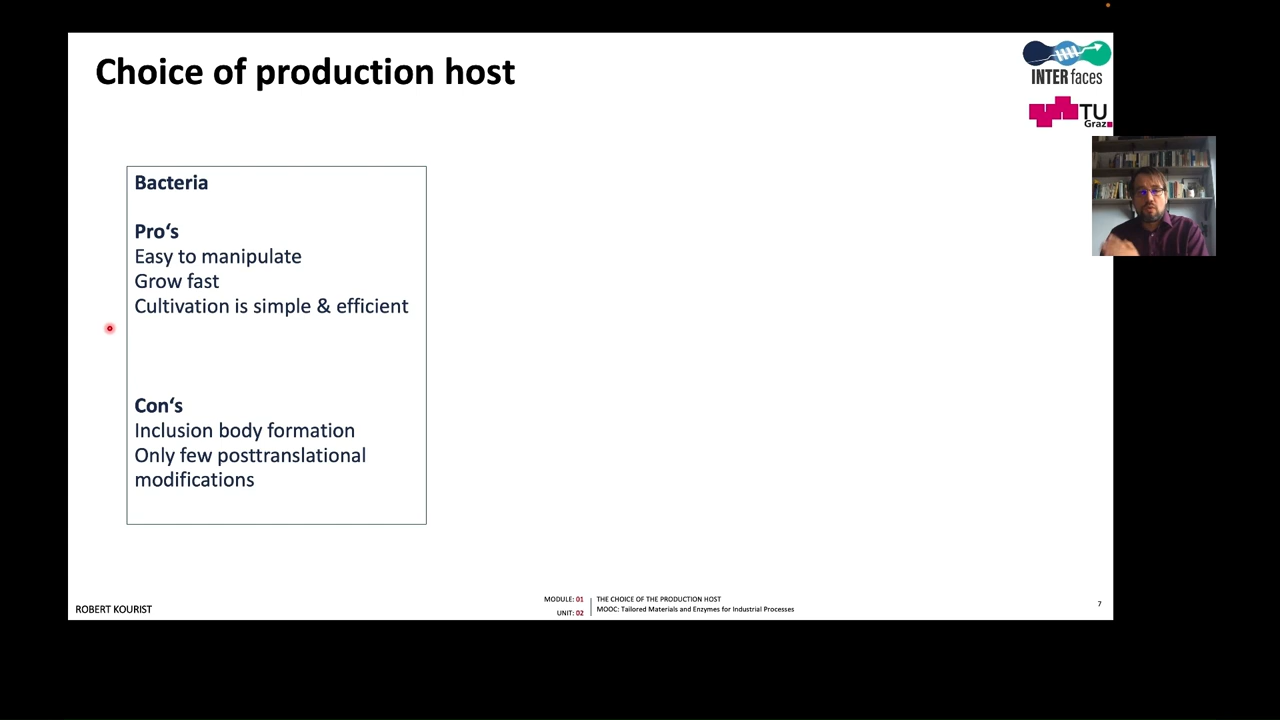 Choice of production host
INTERfaces
TU
Graz
Bacteria
Pro‘s
Easy to manipulate
Grow fast
Cultivation is simple & efficient
Con‘s
Inclusion body formation
Only few posttranslational
modifications
ROBERT KOURIST
MODULE: 01
UNIT: 02
THE CHOICE OF THE PRODUCTION HOST
MOOC: Tailored Materials and Enzymes for Industrial Processes
7